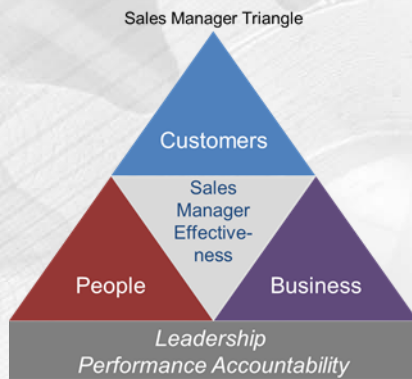 Sales Manager Triangle
Customers
Sales
Manager
Effective-
ness
People
Business
Leadership
Performance Accountability